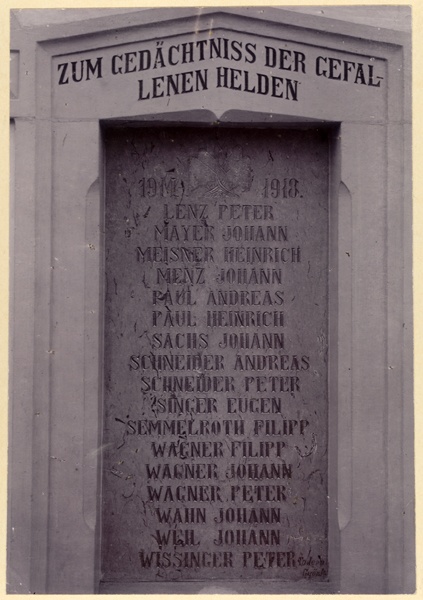 ZUM GEDÄCHTNISS DER GEFAL-
LENEN HELDEN
1914 1918.
LENZ PETER
MAYER JOHANN
MEISNER HEINRICH
MENZ JOHANN
PAUL ANDREAS
PAUL HEINRICH
SACHS JOHANN
SCHNEIDER ANDREAS
SCHNEIDER PETER
SINGER EUGEN
SEMMELROTH FILIPP
WAGNER FILIPP
WAGNER JOHANN
WAGNER PETER
WAHN JOHANN
WEIL JOHANN
WISSINGER PETER